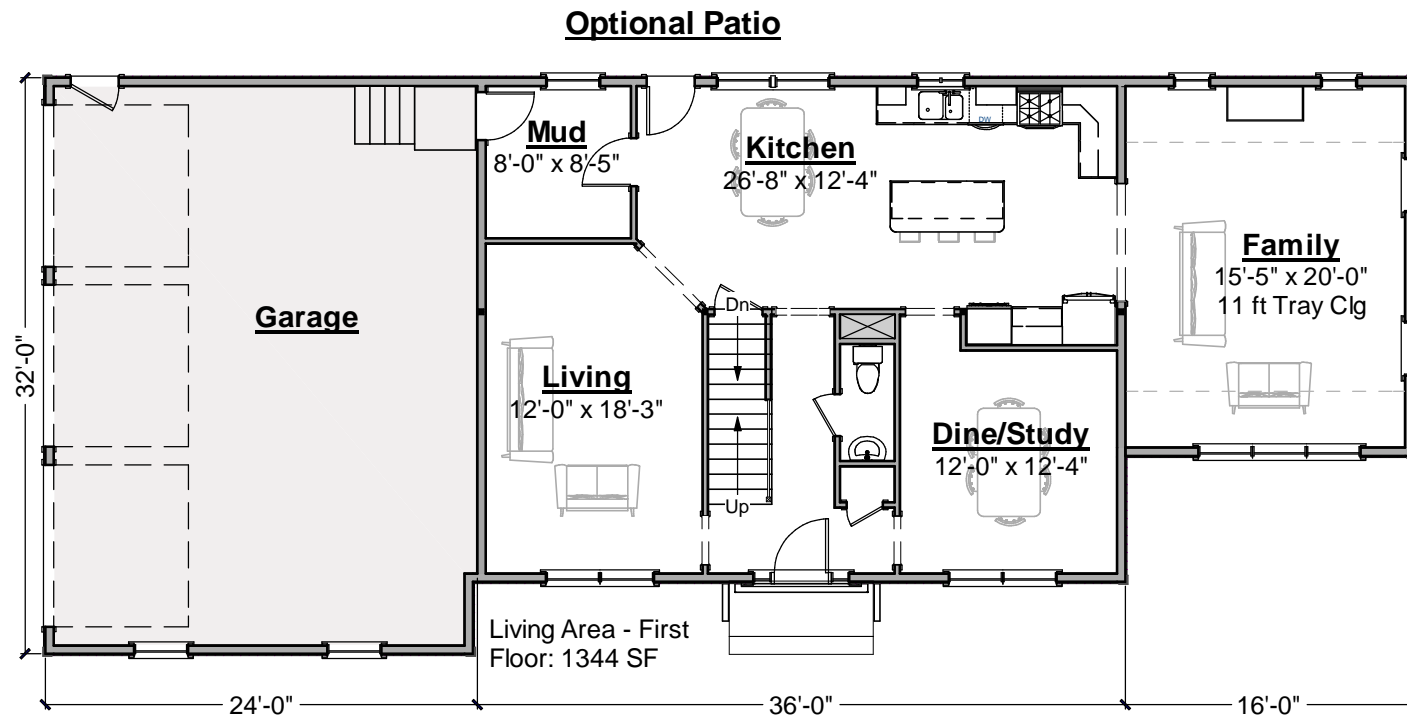 Optional Patio
Mud
8'-0" x 8'-5"
Kitchen
26'-8" x 12'-4"
DW
Family
15'-5" x 20'-0"
11 ft Tray Clg
Garage
Dn
32'-0"
Living
12'-0" x 18'-3"
Dine/Study
12'-0" x 12'-4"
Up
Living Area - First
Floor: 1344 SF
24'-0"
36'-0"
16'-0"